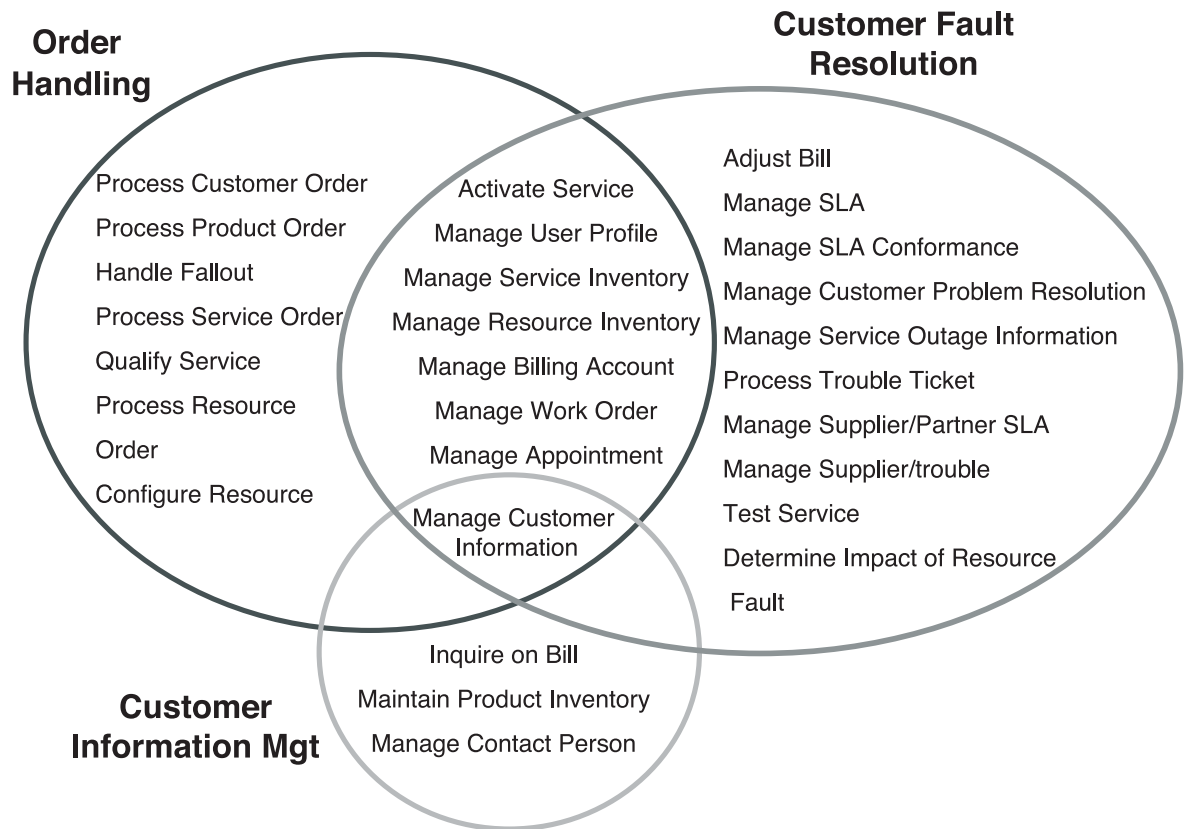 Order
Handling
Customer Fault
Resolution
Process Customer Order
Process Product Order
Handle Fallout
Process Service Order
Qualify Service
Process Resource
Order
Configure Resource
Activate Service
Manage User Profile
Manage Service Inventory
Manage Resource Inventory
Manage Billing Account
Manage Work Order
Manage Appointment
Manage Customer
Information
Adjust Bill
Manage SLA
Manage SLA Conformance
Manage Customer Problem Resolution
Manage Service Outage Information
Process Trouble Ticket
Manage Supplier/Partner SLA
Manage Supplier/trouble
Test Service
Determine Impact of Resource
Fault
Customer
Information Mgt
Inquire on Bill
Maintain Product Inventory
Manage Contact Person